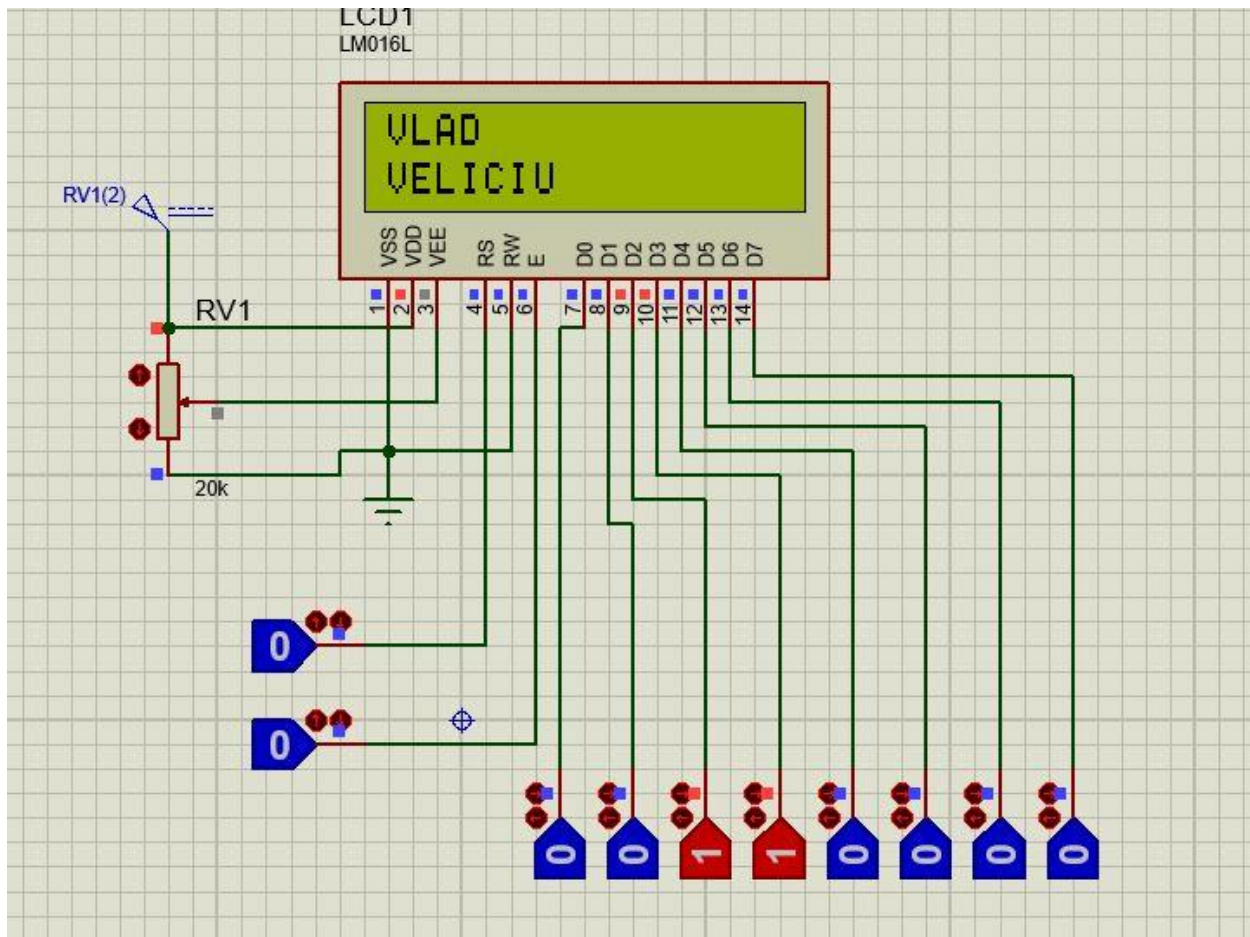 LCD1
LM016L
VLAD
VELICIU
RV1(2)
VSS VDD VEE RS RW E D0 D1 D2 D3 D4 D5 D6 D7
1 2 3 4 5 6 7 8 9 10 11 12 13 14
RV1
20k
0
0
0 0 1 1 0 0 0 0